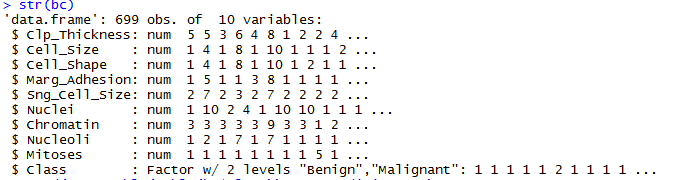 > str(bc)
'data.frame': 699 obs. of  10 variables:
 $ Clp_Thickness: num  5 5 3 6 4 8 1 2 2 4 ...
 $ Cell_Size    : num  1 4 1 8 1 10 1 1 1 2 ...
 $ Cell_Shape   : num  1 4 1 8 1 10 1 2 1 1 ...
 $ Marg_Adhesion: num  1 5 1 1 3 8 1 1 1 1 ...
 $ Sng_Cell_Size: num  2 7 2 3 2 7 2 2 2 2 ...
 $ Nuclei       : num  1 10 2 4 1 10 10 1 1 1 ...
 $ Chromatin    : num  3 3 3 3 3 9 3 3 1 2 ...
 $ Nucleoli     : num  1 2 1 7 1 7 1 1 1 1 ...
 $ Mitoses      : num  1 1 1 1 1 1 1 1 5 1 ...
 $ Class        : Factor w/ 2 levels "Benign","Malignant": 1 1 1 1 1 2 1 1 1 1 ...